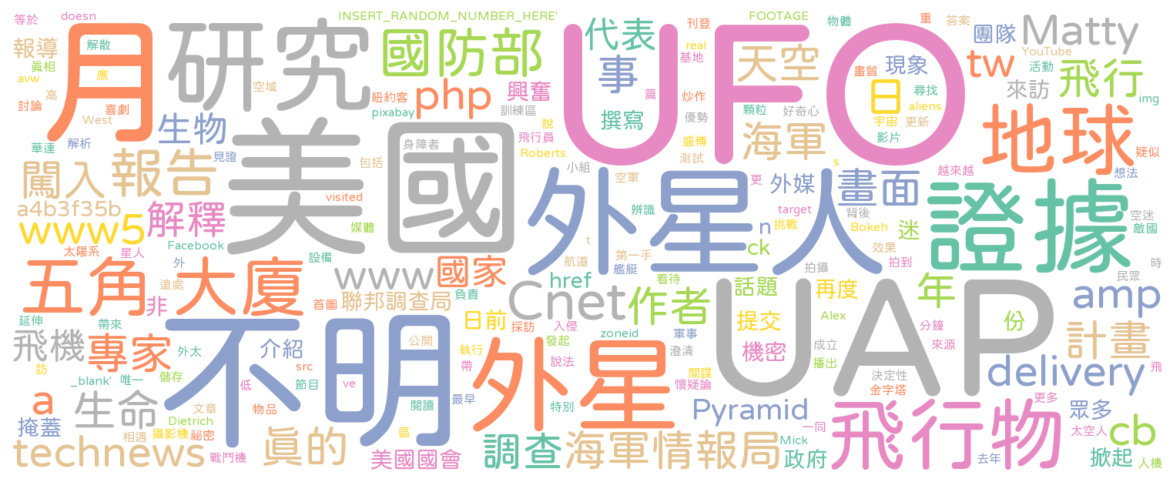 等於 doesn INSERT_RANDOM_NUMBER_HERE' FOOTAGE 物體 重 答案
報導 解散 月 研究 國防部 UFO 代表 刊登 real 天空 團隊 Matty
真相 avw 應 空域 紐約客 php 興奮 事 基地 畫質 現象 tw YouTube 活動 飛行
討論 高 喜劇 West pixabay 訓練區 撰寫 篇 炒作 aliens 尋找 來訪 img
華達 解析 生物 見證 身障者 說 飛行員 優勢 顆粒 好奇心 日 宇宙 更新 影片 地球 疑似
闖入 報告 美國 包括 Roberts 盛傳 測試 海軍 s 越來越 想法
a4b3f35b 解釋 visited 小組 空軍 更 外媒 畫面 證據
www5 媒體 外星人 辨識 target 挑戰 n 背後 Bokeh 迷 空迷 敵國
太陽系 星人 Facebook 設備 t 航道 第一手 艦艇 看待 ck 效果 拍攝 拍到 民眾 時
五角大廈 外 遠處 www 國家 href 話題 再度 年 amp
非 首圖 聯邦調查局 負責 Cnet 作者 UAP 份
延伸 帶來 不明 日前 採訪 入侵 zoneid 軍事 提交 Alex 分鐘 計畫
飛機 專家 外太 介紹 公開 執行 發起 說法 澄清 機密 成立 播出 來源
訪 _blank' 唯一 儲存 src 節目 ve 帶 外星 間諜 懷疑論 決定性 金字塔 delivery 飛
a 生命 文章 物品 低 閱讀 最早 特別 Pyramid 更多
掩蓋 Dietrich 區 一同 飛行物 眾多 太空人 cb
technews 相遇 攝影機 祕密 真的 戰鬥機 美國國會 調查 海軍情報局 Mick 政府 去年 掀起 人機